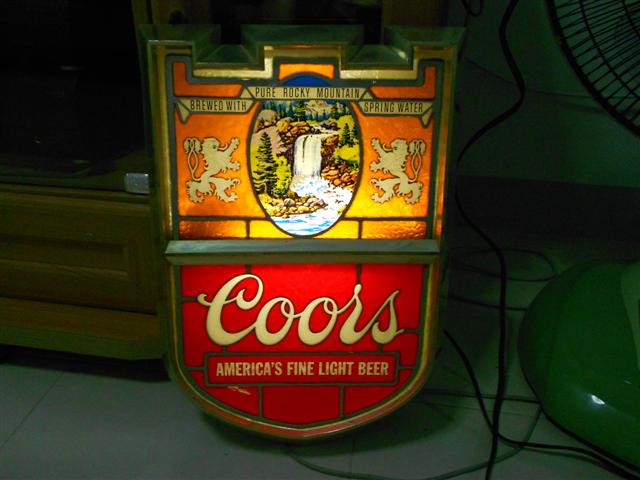 PURE ROCKY MOUNTAIN
BREWED WITH SPRING WATER
Coors
AMERICA'S FINE LIGHT BEER